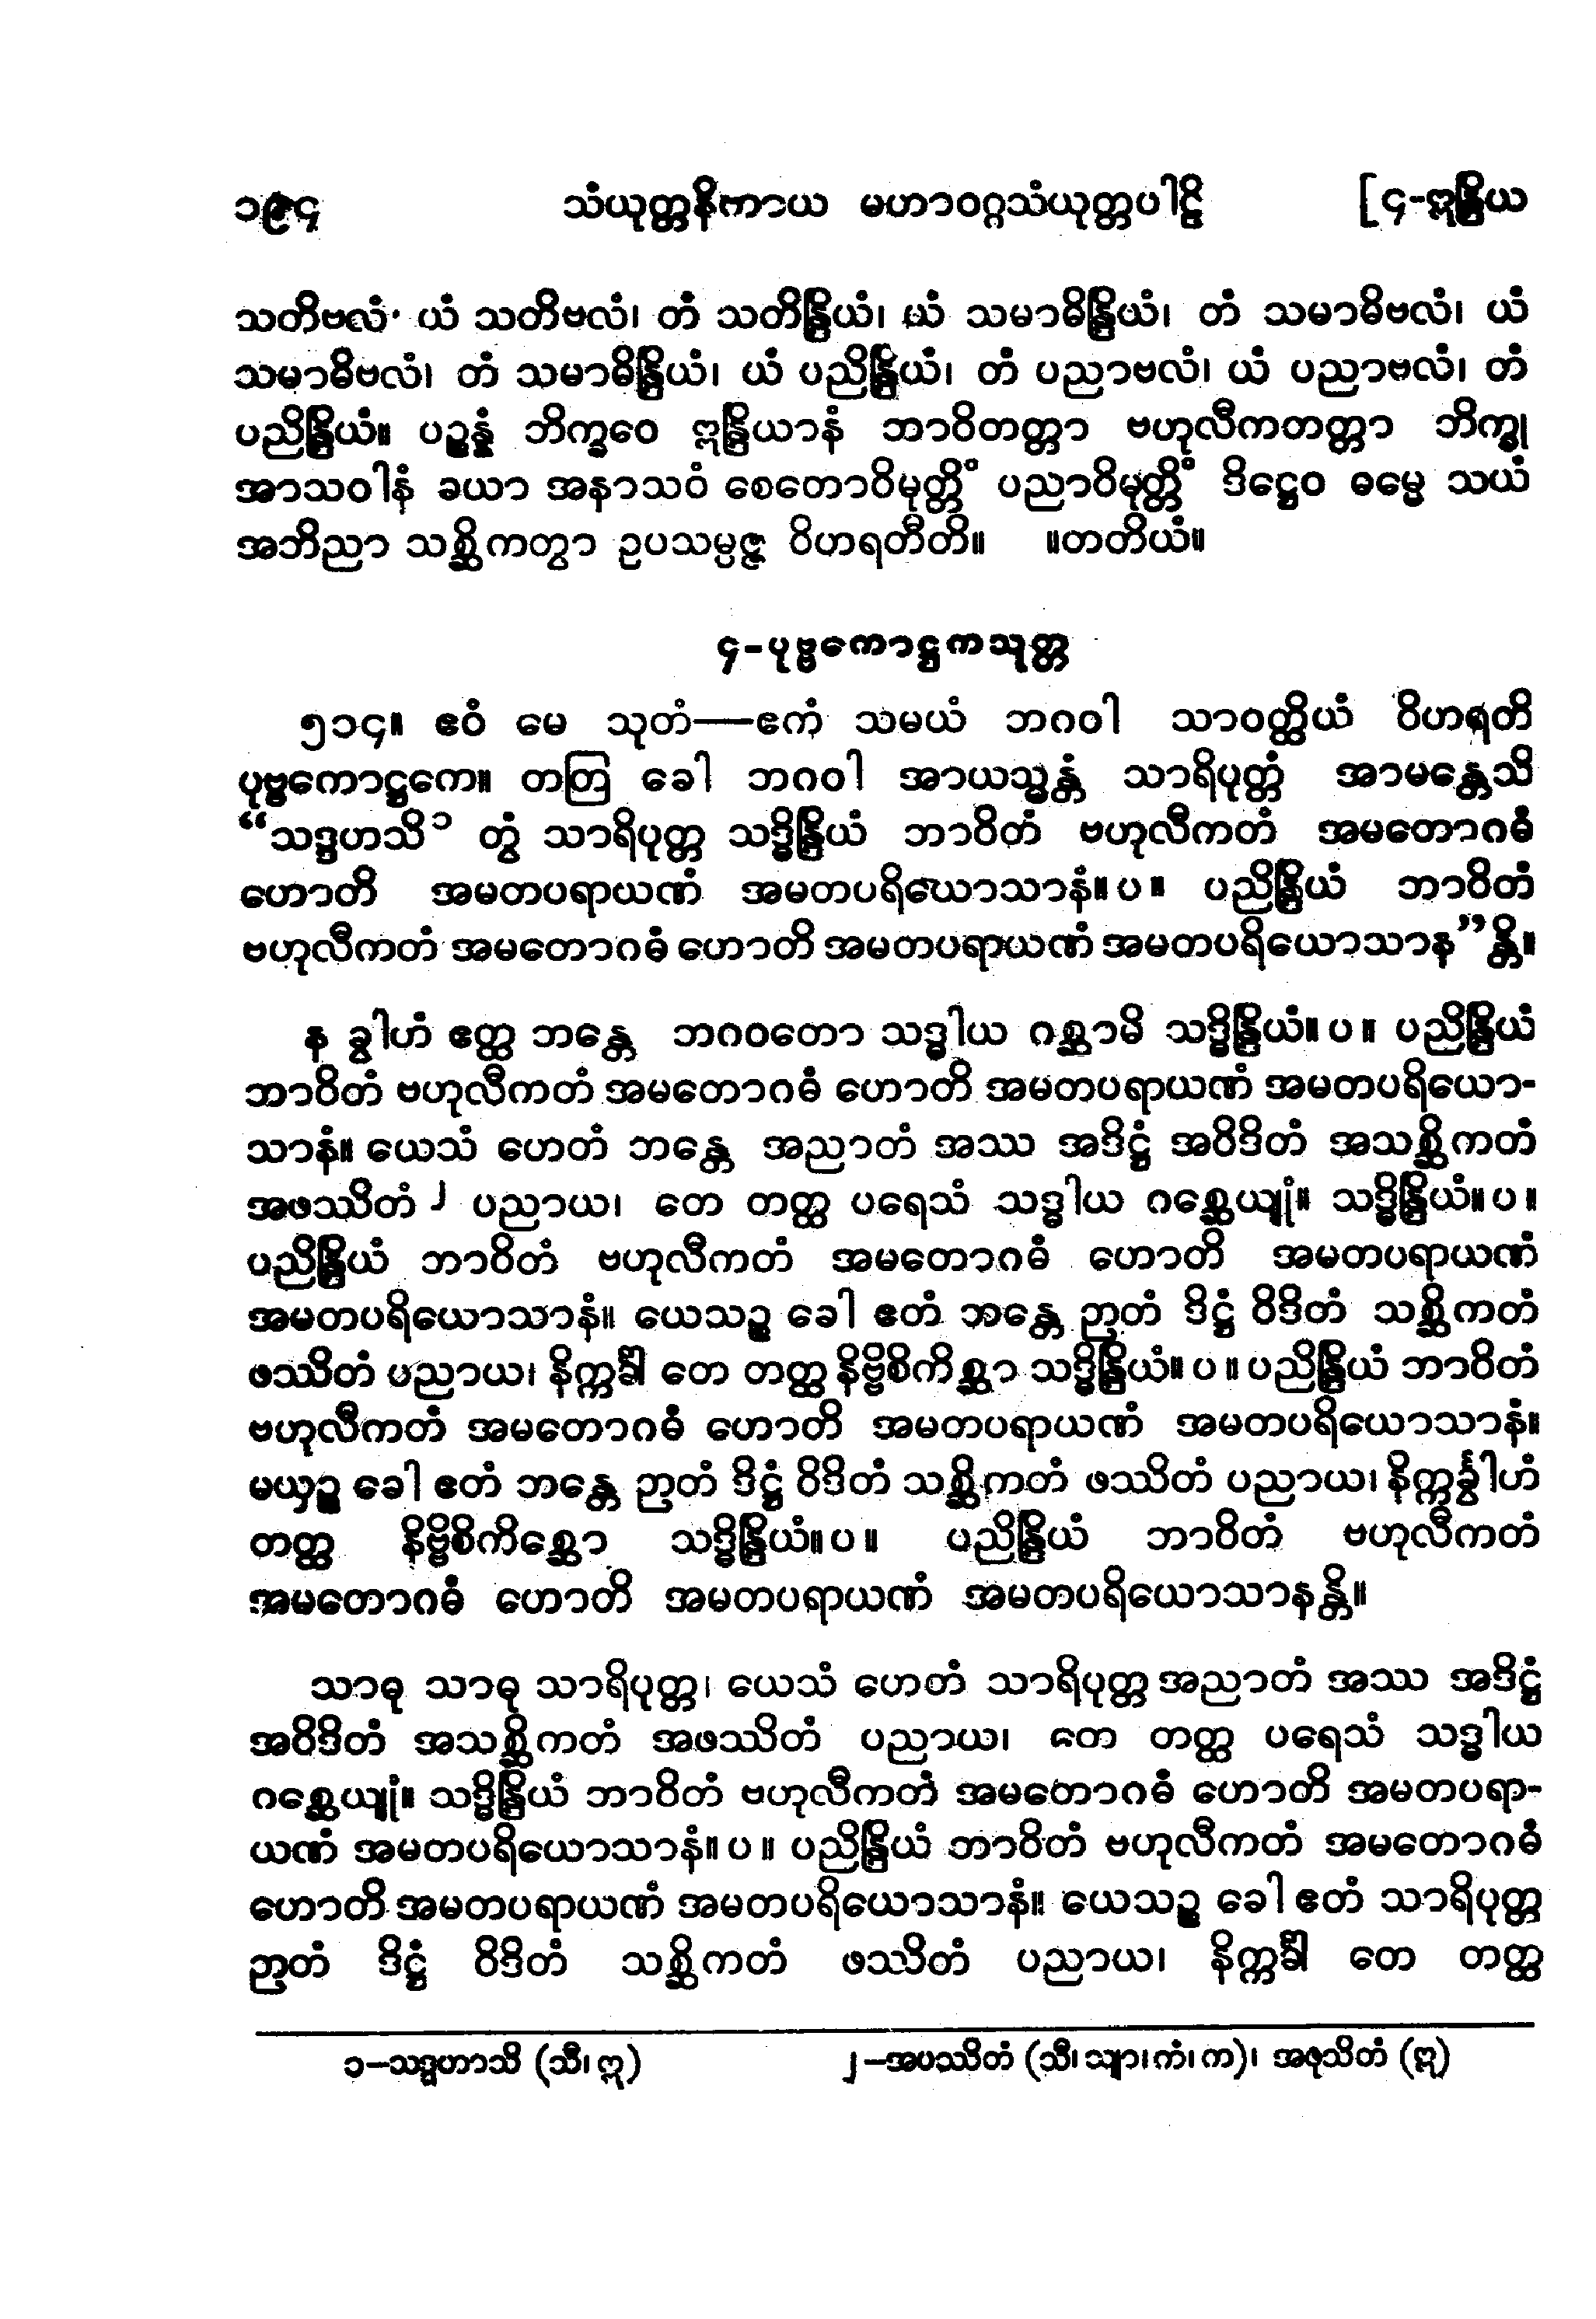 ၁၉၄ သံယုတ္တနိကာယ မဟာဝဂ္ဂသံယုတ္တပါဠိ [၄-ဣန္ဒြိယ
သတိဗလံ၊ ယံ သတိဗလံ၊ တံ သတိန္ဒြိယံ၊ ယံ သမာဓိန္ဒြိယံ၊ တံ သမာဓိဗလံ၊ ယံ
သမာဓိဗလံ၊ တံ သမာဓိန္ဒြိယံ၊ ယံ ပညိန္ဒြိယံ၊ တံ ပညာဗလံ၊ ယံ ပညာဗလံ၊ တံ
ပညိန္ဒြိယံ။ ပဉ္စန္နံ ဘိက္ခဝေ ဣန္ဒြိယာနံ ဘာဝိတတ္တာ ဗဟုလီကတတ္တာ ဘိက္ခု
အာသဝါနံ ခယာ အနာသဝံ စေတောဝိမုတ္တိံ ပညာဝိမုတ္တိံ ဒိဋ္ဌေဝ ဓမ္မေ သယံ
အဘိညာ သစ္ဆိကတွာ ဥပသမ္ပဇ္ဇ ဝိဟရတီတိ။ ။တတိယံ။
၄-ပုဗ္ဗကောဋ္ဌကသုတ္တ
၅၁၄။ ဧဝံ မေ သုတံ—ဧကံ သမယံ ဘဂဝါ သာဝတ္ထိယံ ဝိဟရတိ
ပုဗ္ဗကောဋ္ဌကေ။ တတြ ခေါ ဘဂဝါ အာယသ္မန္တံ သာရိပုတ္တံ အာမန္တေသိ
“သဒ္ဒဟသိ ၁ တွံ သာရိပုတ္တ သဒ္ဓိန္ဒြိယံ ဘာဝိတံ ဗဟုလီကတံ အမတောဂဓံ
ဟောတိ အမတပရာယဏံ အမတပရိယောသာနံ။ပ။ ပညိန္ဒြိယံ ဘာဝိတံ
ဗဟုလီကတံ အမတောဂဓံ ဟောတိ အမတပရာယဏံ အမတပရိယောသာန”န္တိ။
န ခွါဟံ ဧတ္ထ ဘန္တေ ဘဂဝတော သဒ္ဓါယ ဂစ္ဆာမိ သဒ္ဓိန္ဒြိယံ။ပ။ ပညိန္ဒြိယံ
ဘာဝိတံ ဗဟုလီကတံ အမတောဂဓံ ဟောတိ အမတပရာယဏံ အမတပရိယော-
သာနံ။ ယေသံ ဟေတံ ဘန္တေ အညာတံ အဿ အဒိဋ္ဌံ အဝိဒိတံ အသစ္ဆိကတံ
အဖဿိတံ ၂ ပညာယ၊ တေ တတ္ထ ပရေသံ သဒ္ဓါယ ဂစ္ဆေယျုံ။ သဒ္ဓိန္ဒြိယံ။ပ။
ပညိန္ဒြိယံ ဘာဝိတံ ဗဟုလီကတံ အမတောဂဓံ ဟောတိ အမတပရာယဏံ
အမတပရိယောသာနံ။ ယေသဉ္စ ခေါ ဧတံ ဘန္တေ ဉာတံ ဒိဋ္ဌံ ဝိဒိတံ သစ္ဆိကတံ
ဖဿိတံ ပညာယ၊ နိက္ကင်္ခါ တေ တတ္ထ နိဗ္ဗိစိကိစ္ဆာ သဒ္ဓိန္ဒြိယံ။ပ။ ပညိန္ဒြိယံ ဘာဝိတံ
ဗဟုလီကတံ အမတောဂဓံ ဟောတိ အမတပရာယဏံ အမတပရိယောသာနံ။
မယှဉ္စ ခေါ ဧတံ ဘန္တေ ဉာတံ ဒိဋ္ဌံ ဝိဒိတံ သစ္ဆိကတံ ဖဿိတံ ပညာယ၊ နိက္ကင်္ခွါဟံ
တတ္ထ နိဗ္ဗိစိကိစ္ဆော သဒ္ဓိန္ဒြိယံ။ပ။ ပညိန္ဒြိယံ ဘာဝိတံ ဗဟုလီကတံ
အမတောဂဓံ ဟောတိ အမတပရာယဏံ အမတပရိယောသာနန္တိ။
သာဓု သာဓု သာရိပုတ္တ၊ ယေသံ ဟေတံ သာရိပုတ္တ အညာတံ အဿ အဒိဋ္ဌံ
အဝိဒိတံ အသစ္ဆိကတံ အဖဿိတံ ပညာယ၊ တေ တတ္ထ ပရေသံ သဒ္ဓါယ
ဂစ္ဆေယျုံ။ သဒ္ဓိန္ဒြိယံ ဘာဝိတံ ဗဟုလီကတံ အမတောဂဓံ ဟောတိ အမတပရာ-
ယဏံ အမတပရိယောသာနံ။ပ။ ပညိန္ဒြိယံ ဘာဝိတံ ဗဟုလီကတံ အမတောဂဓံ
ဟောတိ အမတပရာယဏံ အမတပရိယောသာနံ။ ယေသဉ္စ ခေါ ဧတံ သာရိပုတ္တ
ဉာတံ ဒိဋ္ဌံ ဝိဒိတံ သစ္ဆိကတံ ဖဿိတံ ပညာယ၊ နိက္ကင်္ခါ တေ တတ္ထ
၁–သဒ္ဒဟာသိ (သီ၊ ဣ) ၂–အပဿိတံ (သီ၊ သျာ၊ ကံ၊ က)၊ အဖုသိတံ (ဣ)